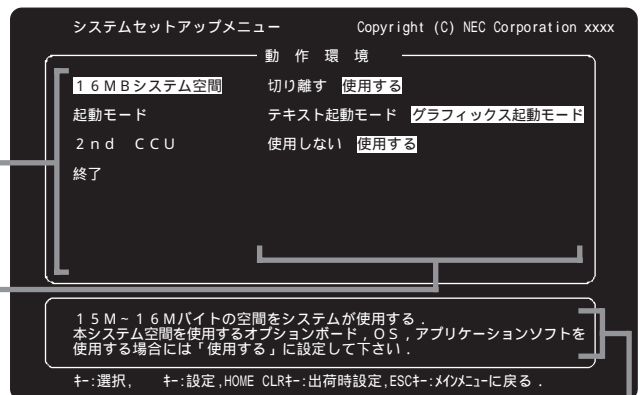 システムセットアップメニュー Copyright (C) NEC Corporation xxxx
動 作 環 境
１６ＭＢシステム空間 切り離す 使用する
起動モード テキスト起動モード グラフィックス起動モード
２ｎｄ ＣＣＵ 使用しない 使用する
終了
１５Ｍ~１６Ｍバイトの空間をシステムが使用する．
本システム空間を使用するオプションボード，ＯＳ，アプリケーションソフトを
使用する場合には「使用する」に設定して下さい．
ｷｰ:選択, ｷｰ:設定,HOME CLRｷｰ:出荷時設定,ESCｷｰ:ﾒｲﾝﾒﾆｭｰに戻る．